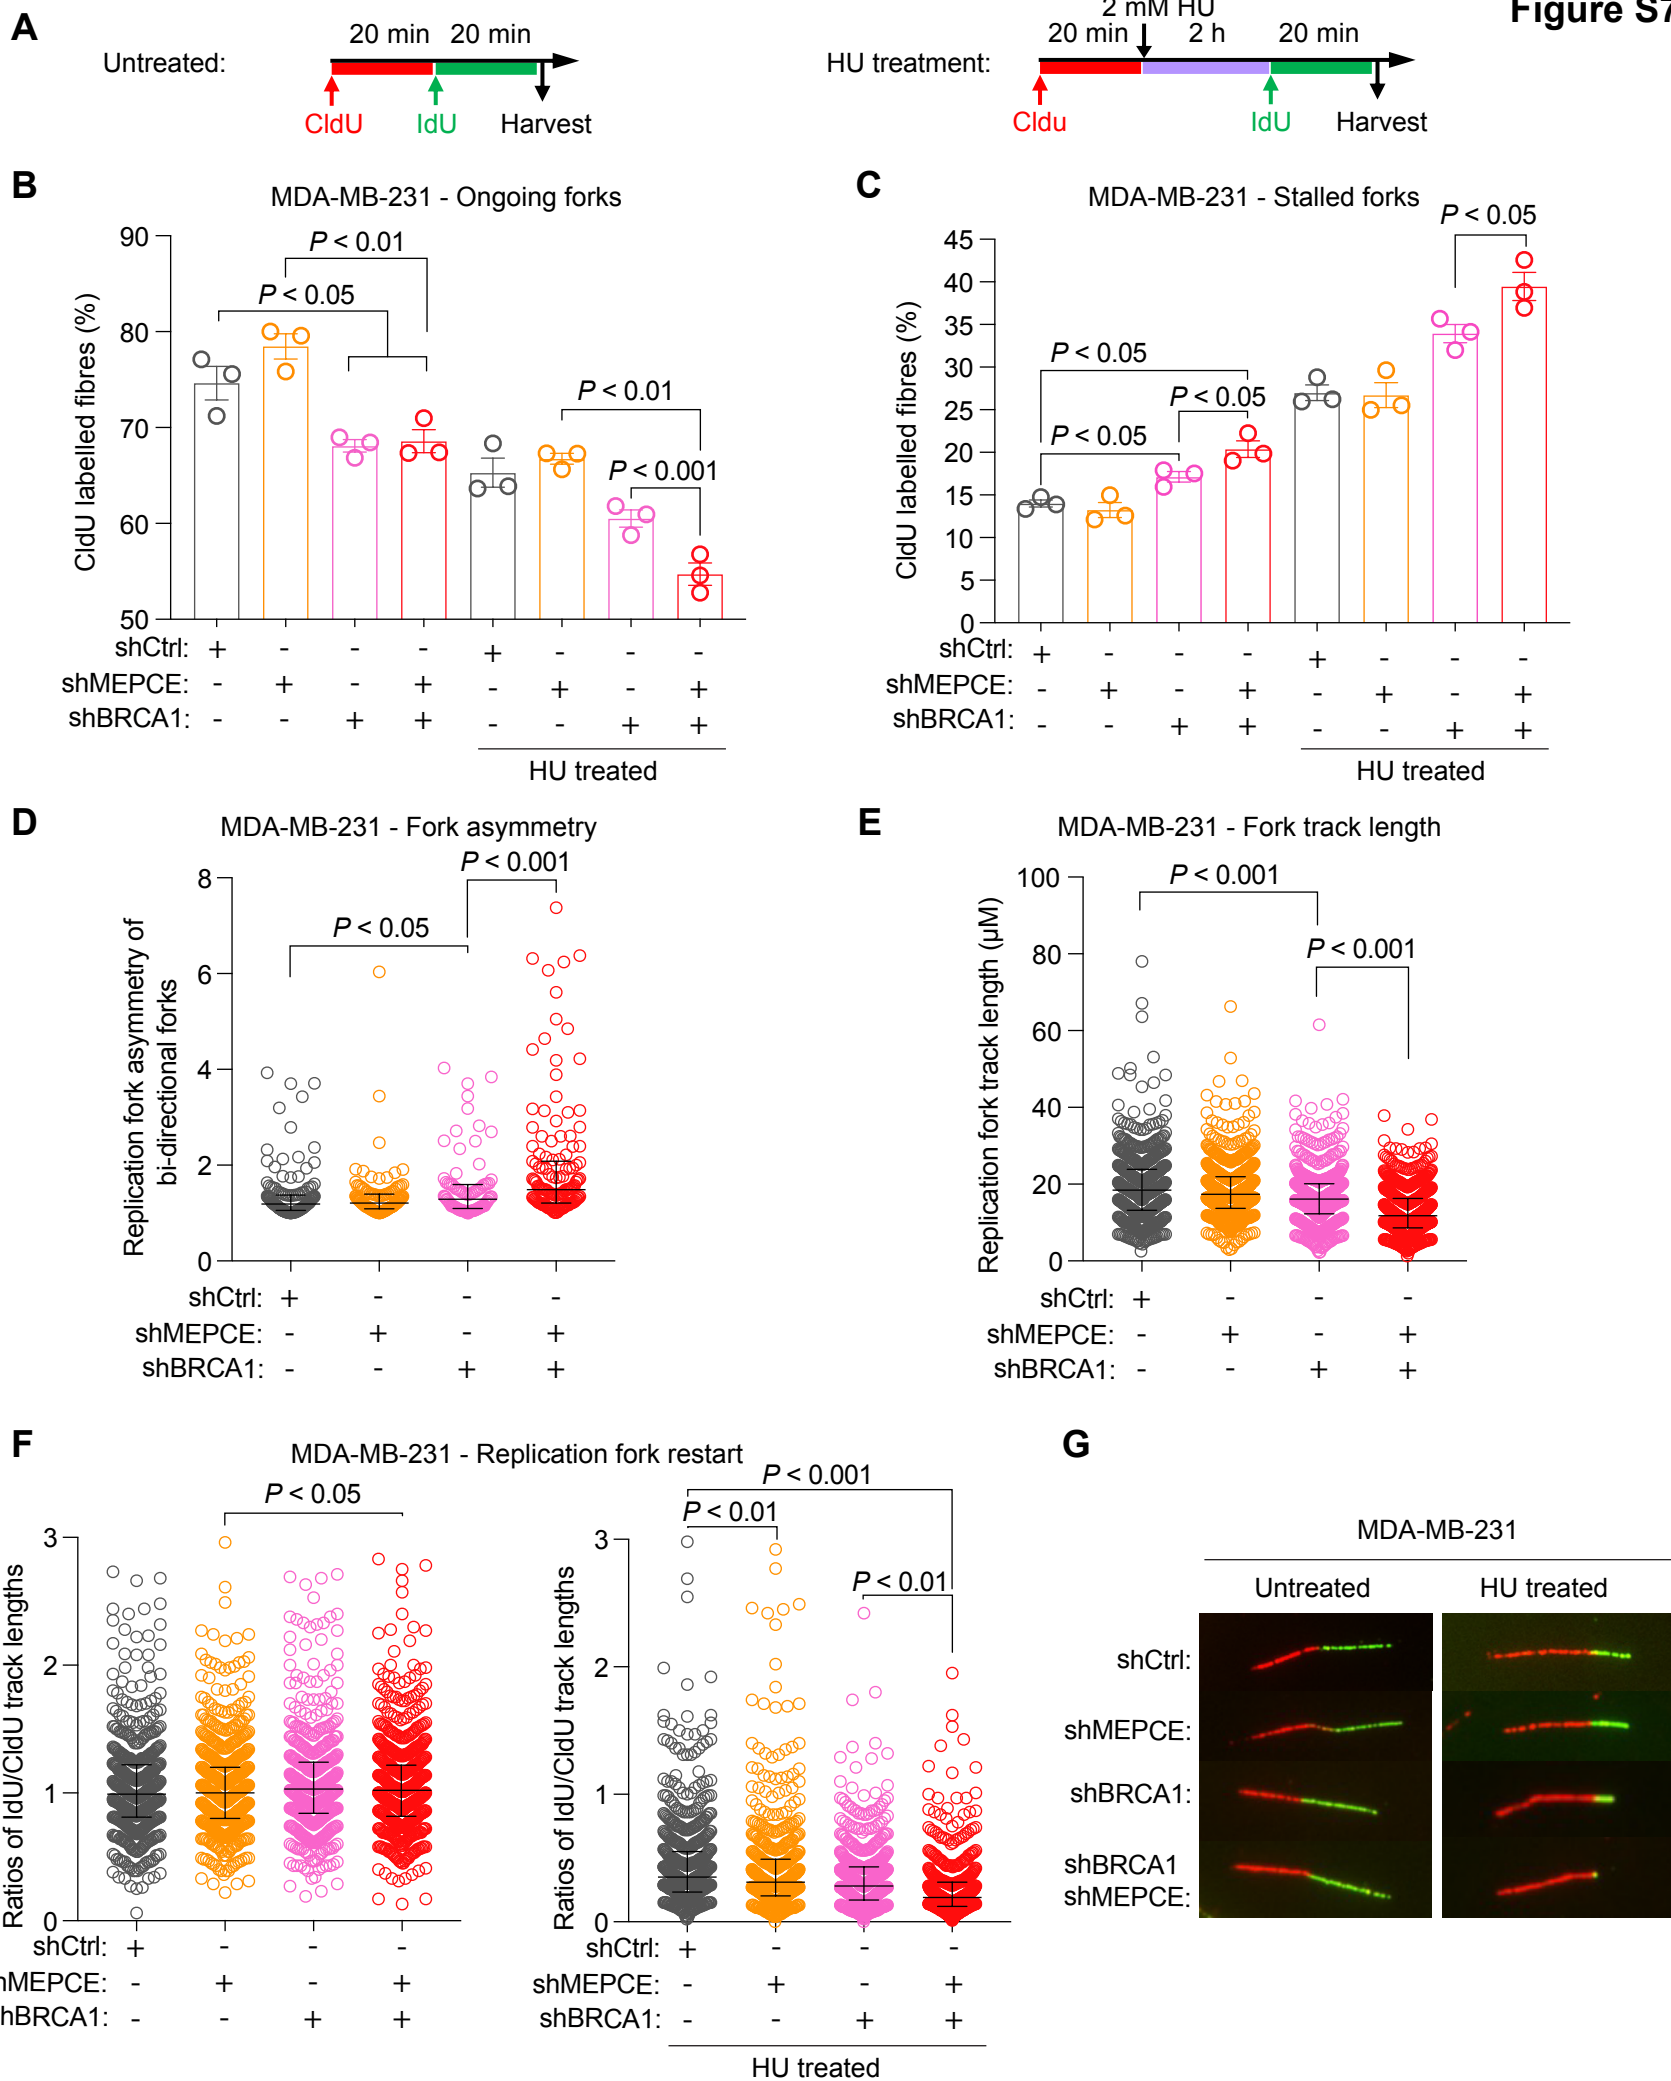 Figure S7
A
Untreated:
20 min 20 min
CldU IdU Harvest
HU treatment:
2 mM HU
20 min 2 h 20 min
Cldu IdU Harvest
B
MDA-MB-231 - Ongoing forks
CldU labelled fibres (%)
90
80
70
60
50
P < 0.01
P < 0.05
P < 0.01
P < 0.001
shCtrl: + - - - + - - -
shMEPCE: - + - + - + - +
shBRCA1: - - + + - - + +
HU treated
C
MDA-MB-231 - Stalled forks
CldU labelled fibres (%)
45
40
35
30
25
20
15
10
5
0
P < 0.05
P < 0.05
P < 0.05
P < 0.05
shCtrl: + - - - + - - -
shMEPCE: - + - + - + - +
shBRCA1: - - + + - - + +
HU treated
D
MDA-MB-231 - Fork asymmetry
Replication fork asymmetry of
bi-directional forks
8
6
4
2
0
P < 0.001
P < 0.05
shCtrl: + - - -
shMEPCE: - + - +
shBRCA1: - - + +
E
MDA-MB-231 - Fork track length
Replication fork track length (µM)
100
80
60
40
20
0
P < 0.001
P < 0.001
shCtrl: + - - -
shMEPCE: - + - +
shBRCA1: - - + +
F
MDA-MB-231 - Replication fork restart
Ratios of IdU/CldU track lengths
3
2
1
0
P < 0.05
shCtrl: + - - -
hMEPCE: - + - +
hBRCA1: - - + +
Ratios of IdU/CldU track lengths
3
2
1
0
P < 0.001
P < 0.01
P < 0.01
shCtrl: + - - -
shMEPCE: - + - +
shBRCA1: - - + +
HU treated
G
MDA-MB-231
Untreated HU treated
shCtrl:
shMEPCE:
shBRCA1:
shBRCA1
shMEPCE: